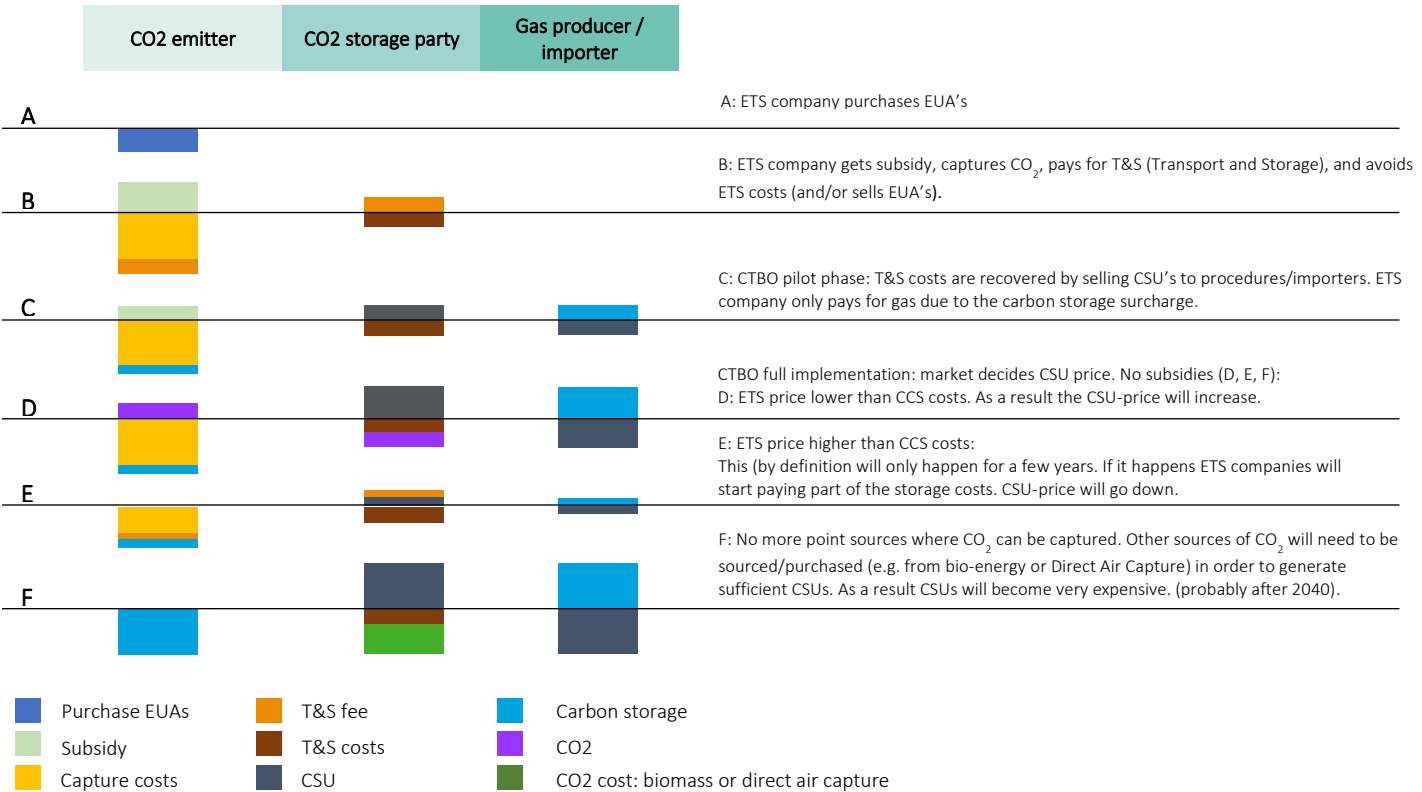 CO2 emitter
CO2 storage party
Gas producer /
importer
A
A: ETS company purchases EUA's
B: ETS company gets subsidy, captures CO2, pays for T&S (Transport and Storage), and avoids
ETS costs (and/or sells EUA's).
B
C: CTBO pilot phase: T&S costs are recovered by selling CSU's to procedures/importers. ETS
company only pays for gas due to the carbon storage surcharge.
C
CTBO full implementation: market decides CSU price. No subsidies (D, E, F):
D: ETS price lower than CCS costs. As a result the CSU-price will increase.
D
E: ETS price higher than CCS costs:
This (by definition will only happen for a few years. If it happens ETS companies will
start paying part of the storage costs. CSU-price will go down.
E
F: No more point sources where CO2 can be captured. Other sources of CO2 will need to be
sourced/purchased (e.g. from bio-energy or Direct Air Capture) in order to generate
sufficient CSUs. As a result CSUs will become very expensive. (probably after 2040).
F
Purchase EUAs
T&S fee
Carbon storage
Subsidy
T&S costs
CO2
Capture costs
CSU
CO2 cost: biomass or direct air capture